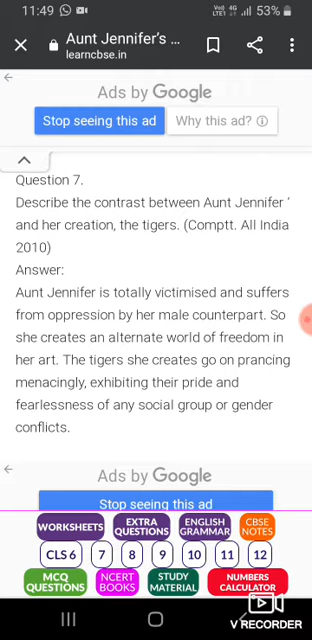 11:49
53%
Aunt Jennifer's ...
learncbse.in
Ads by Google
Stop seeing this ad
Why this ad?
Question 7.
Describe the contrast between Aunt Jennifer '
and her creation, the tigers. (Comptt. All India
2010)
Answer:
Aunt Jennifer is totally victimised and suffers
from oppression by her male counterpart. So
she creates an alternate world of freedom in
her art. The tigers she creates go on prancing
menacingly, exhibiting their pride and
fearlessness of any social group or gender
conflicts.
Ads by Google
Stop seeing this ad
WORKSHEETS
EXTRA QUESTIONS
ENGLISH GRAMMAR
CBSE NOTES
CLS 6 7 8 9 10 11 12
MCQ QUESTIONS
NCERT BOOKS
STUDY MATERIAL
NUMBERS CALCULATOR
V RECORDER